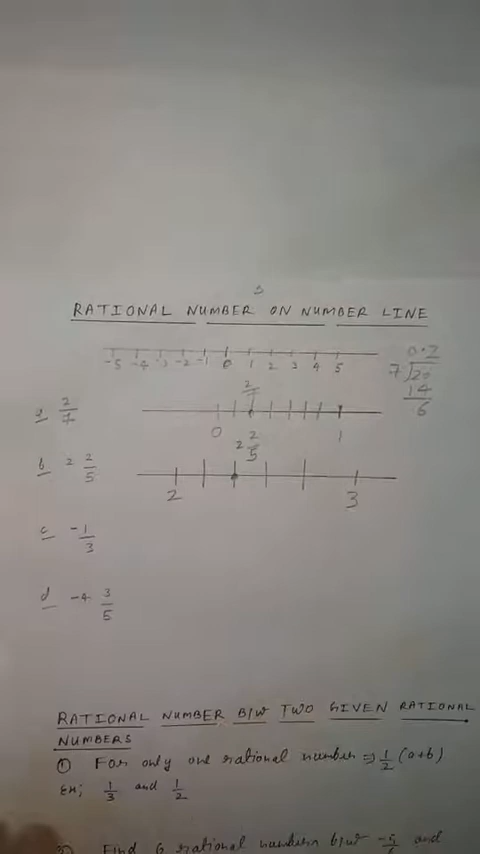 RATIONAL NUMBER ON NUMBER LINE
-5 -4 -3 -2 -1 0 1 2 3 4 5
0.2
7)20
14
6
a 2/7
2/7
0 1
b 2 2/5
2 2/5
2 3
c -1/3
d -4 3/5
RATIONAL NUMBER B/W TWO GIVEN RATIONAL
NUMBERS
① For only one rational number ⇒ 1/2 (a+b)
Ex; 1/3 and 1/2
Find 6 rational numbers b/w and